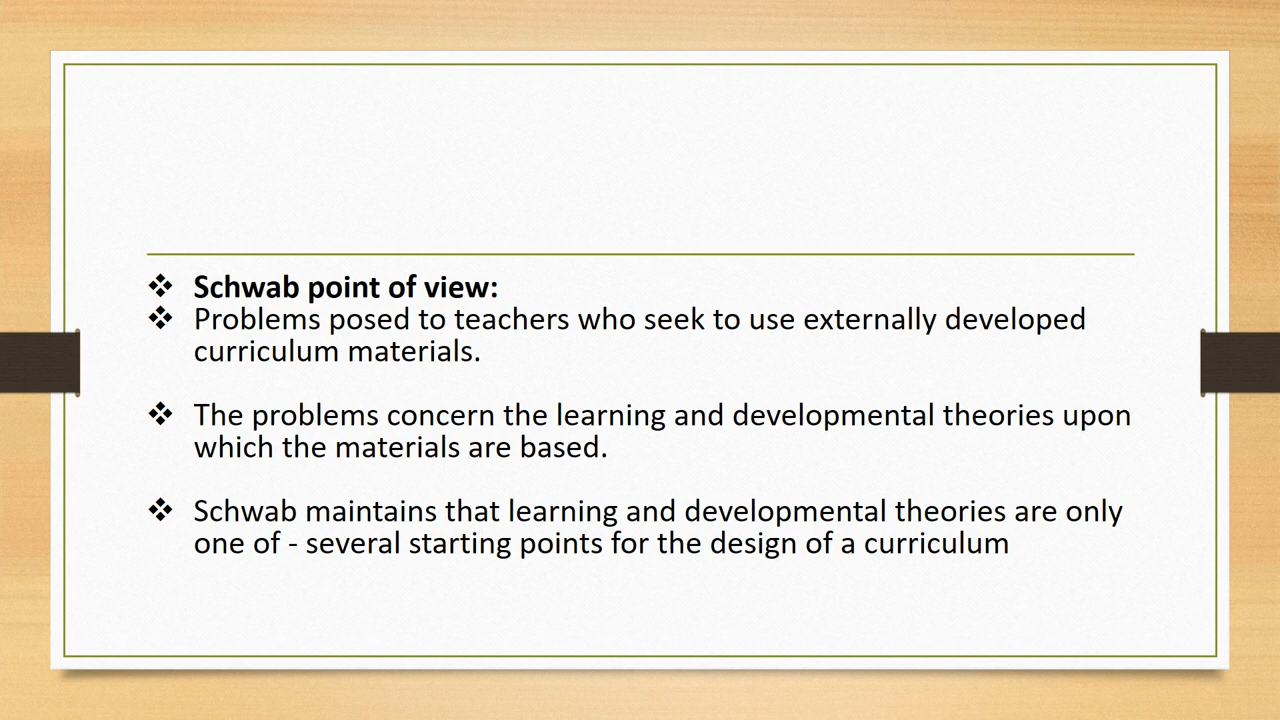 ❖ Schwab point of view:
❖ Problems posed to teachers who seek to use externally developed
curriculum materials.
❖ The problems concern the learning and developmental theories upon
which the materials are based.
❖ Schwab maintains that learning and developmental theories are only
one of - several starting points for the design of a curriculum